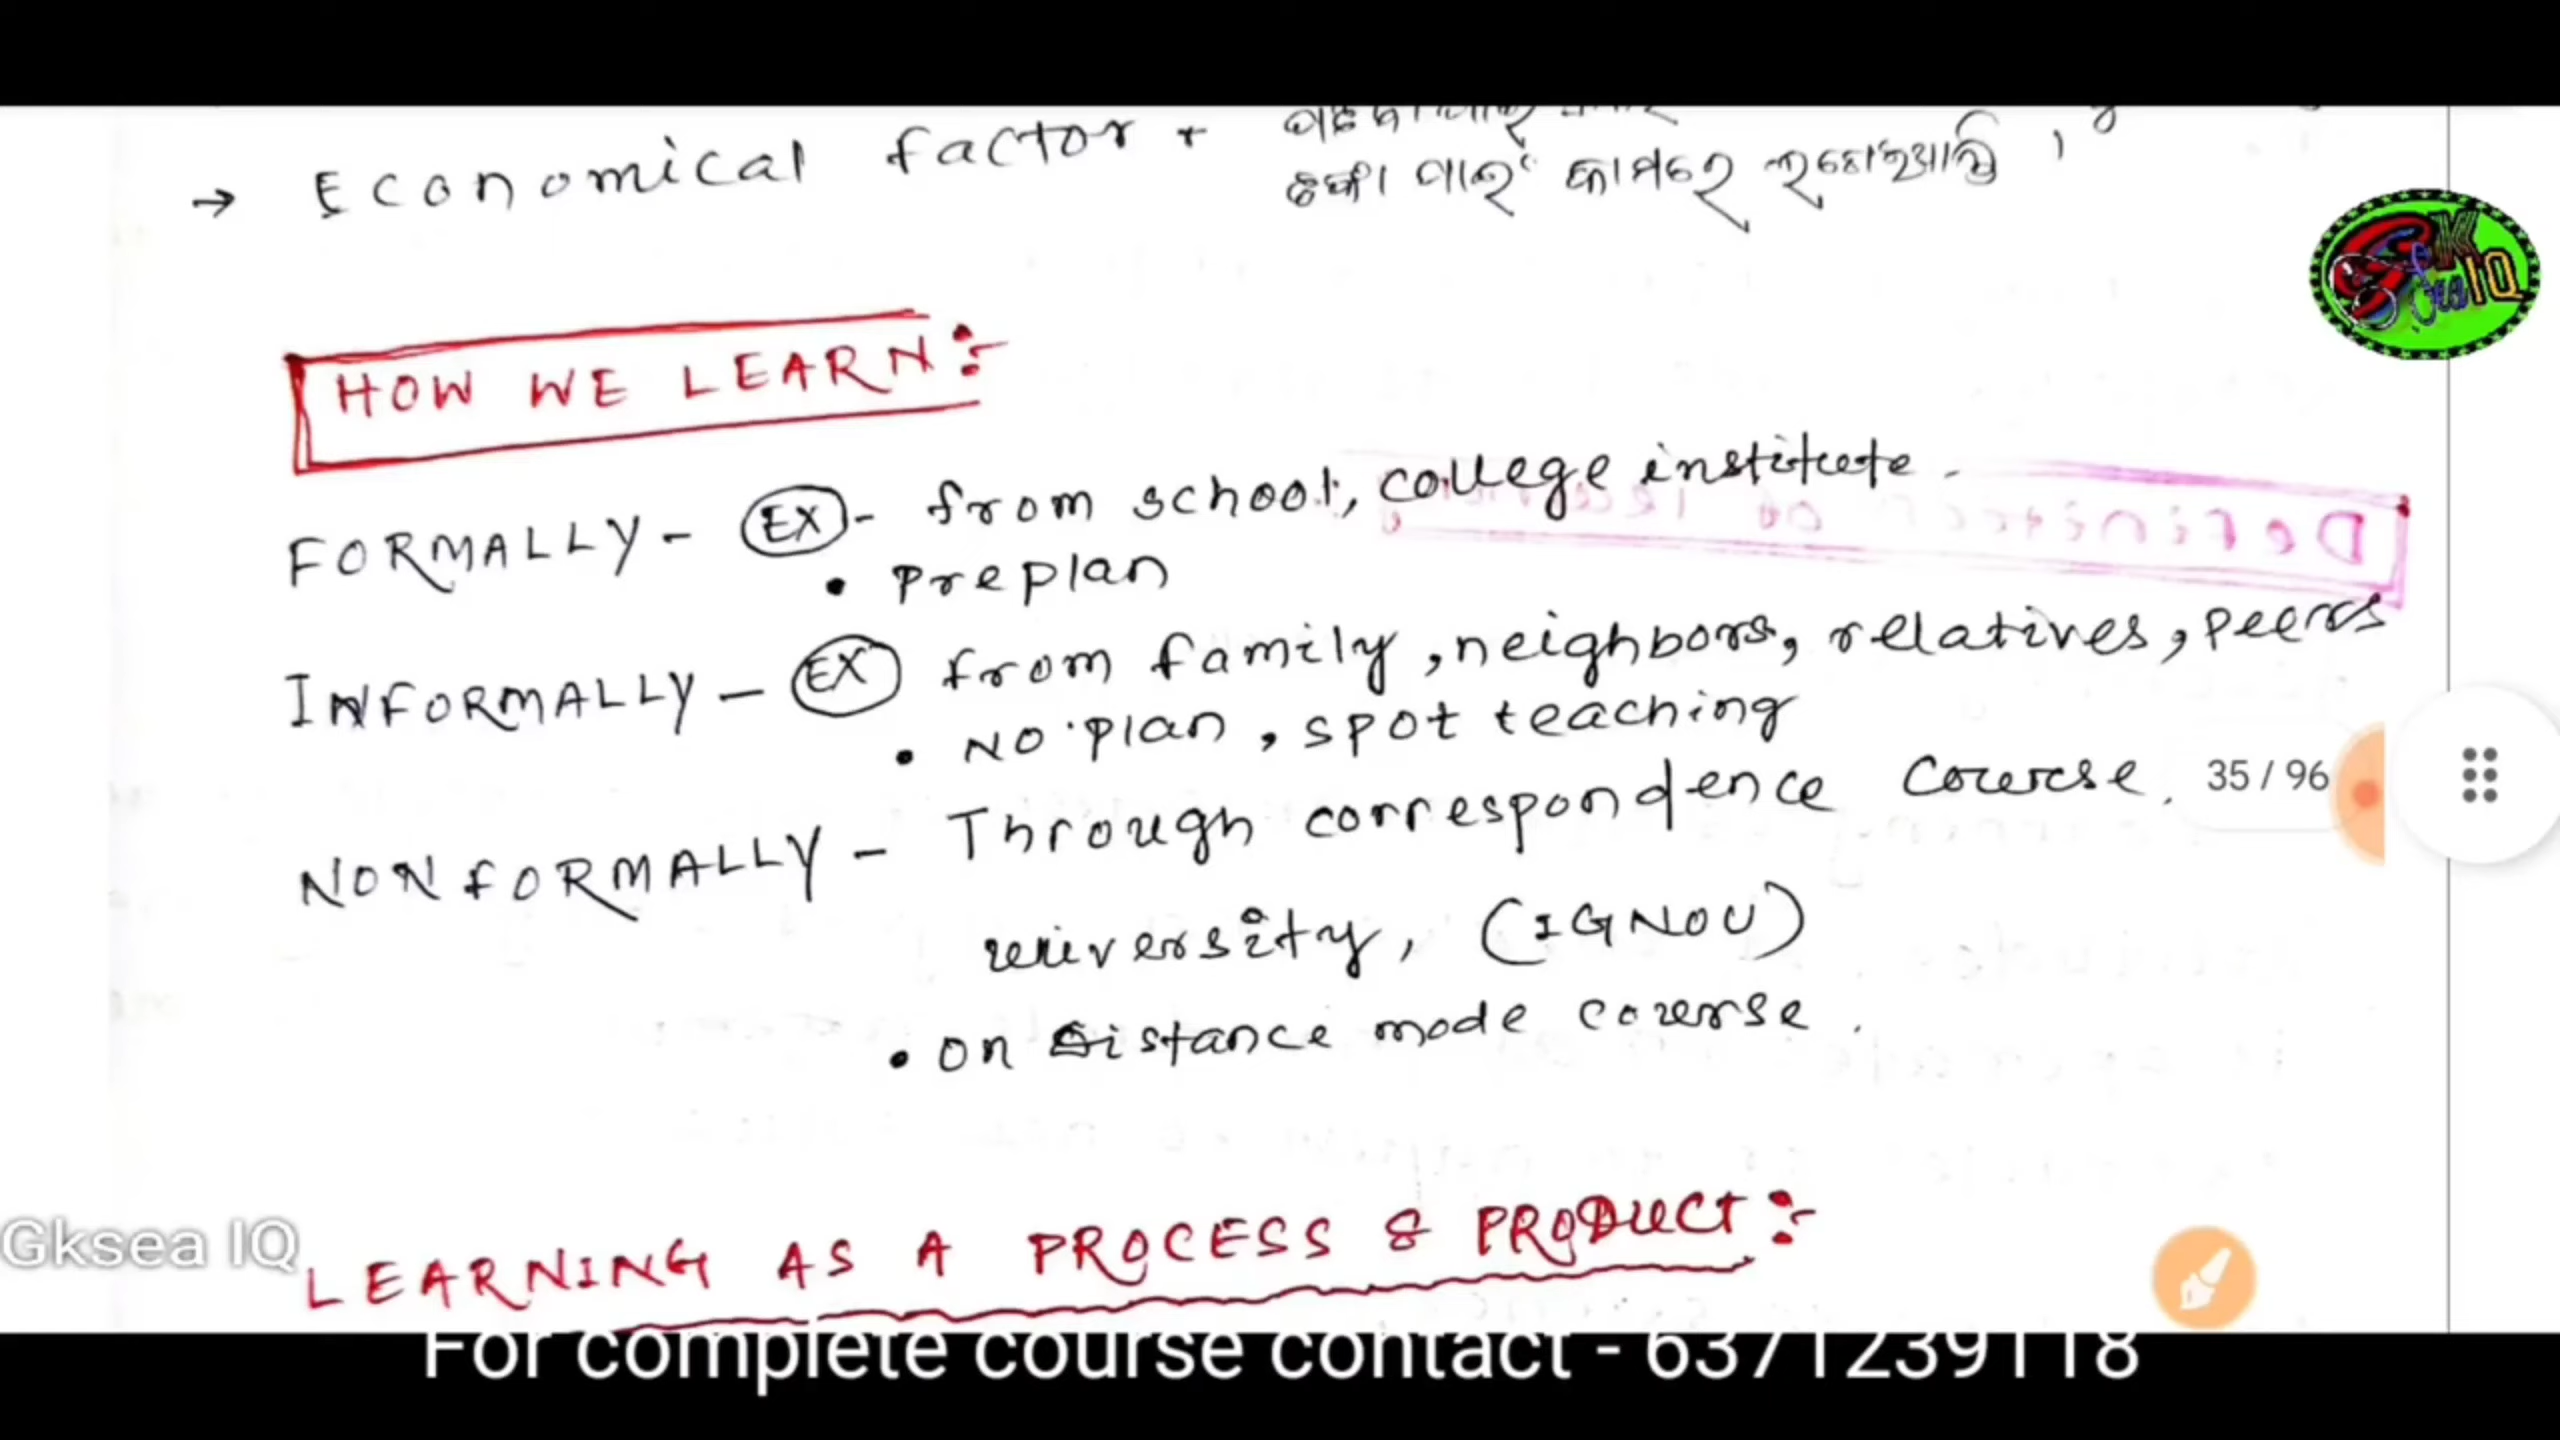 → Economical factor
ଟଙ୍କା ପାଇଁ କାମରେ
HOW WE LEARN :-
FORMALLY - EX - from school, college institute.
• Preplan
INFORMALLY - EX from family, neighbors, relatives, peers
• No plan, spot teaching
NONFORMALLY - Through correspondence course.
35 / 96
university, (IGNOU)
• on Distance mode course.
LEARNING AS A PROCESS & PRODUCT :-
Gksea IQ
For complete course contact - 6371239118